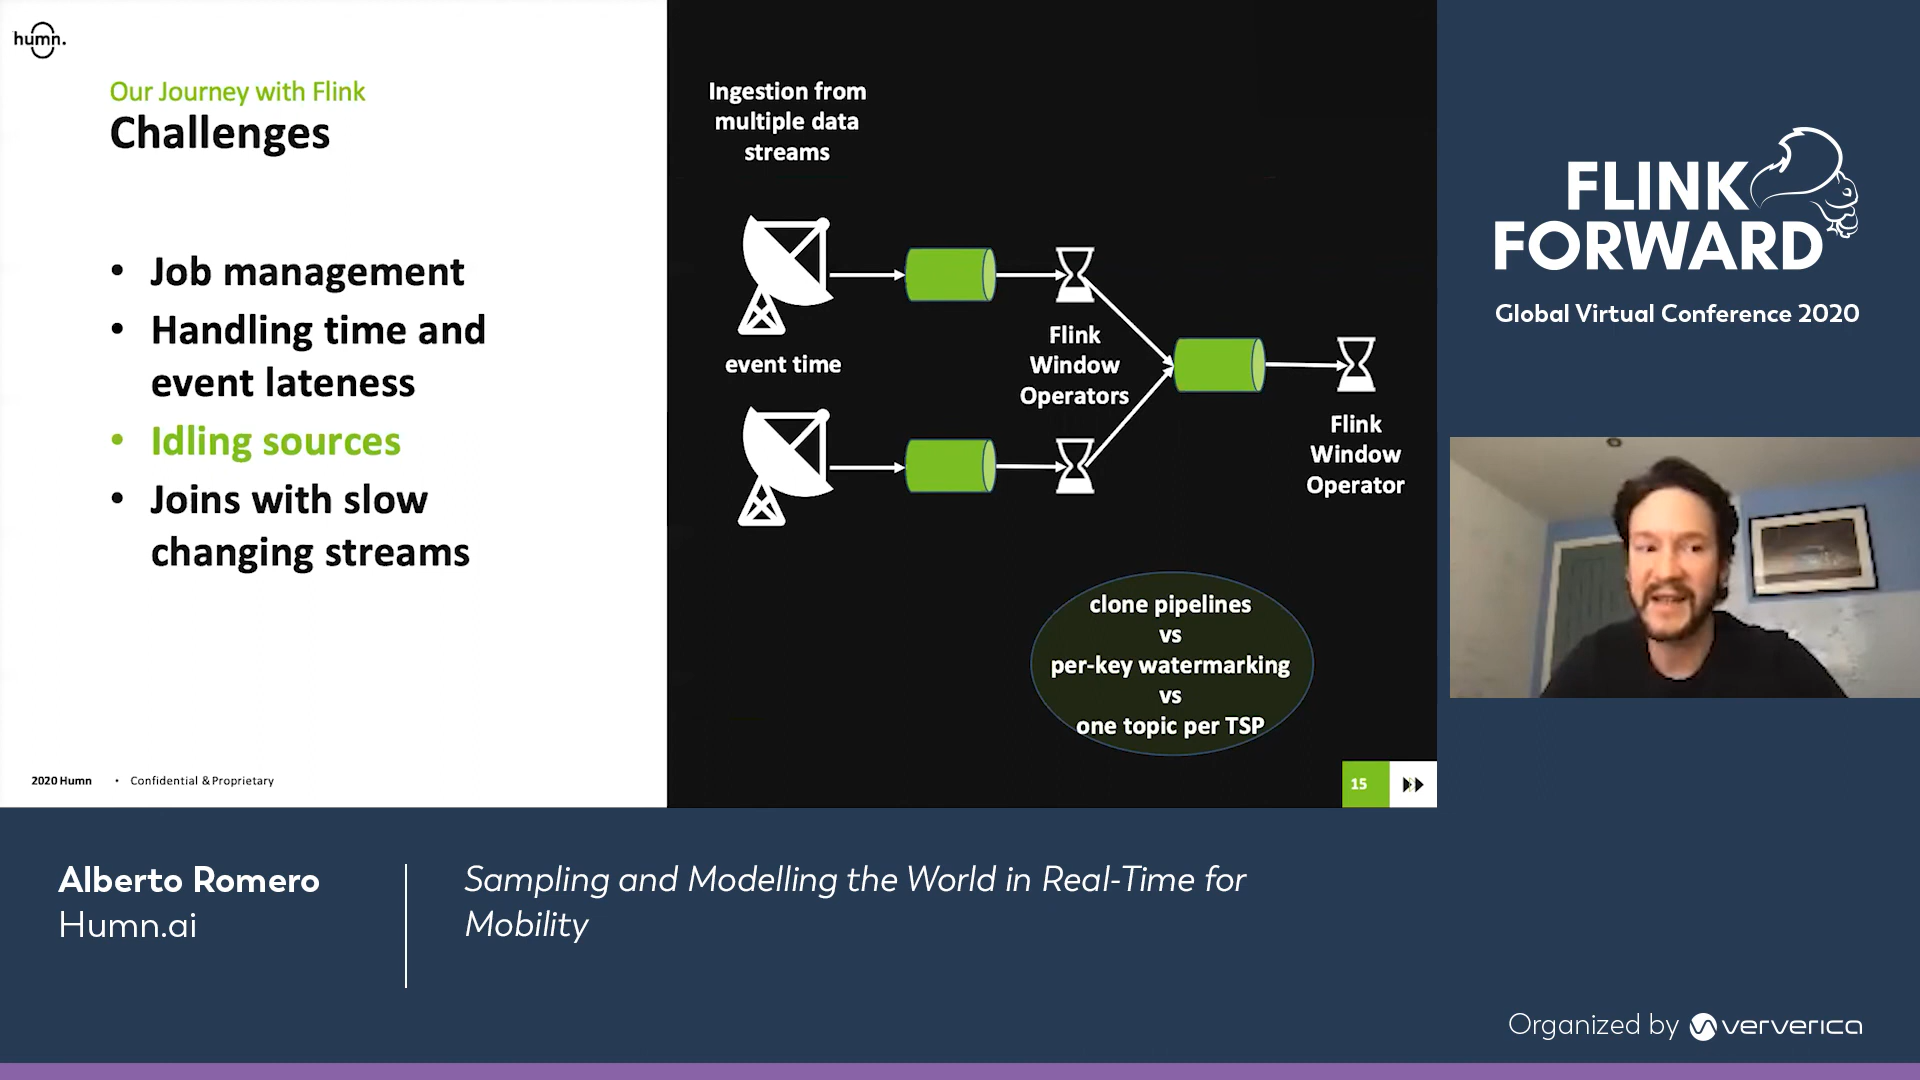 humn.
Our Journey with Flink
Challenges
• Job management
• Handling time and
event lateness
• Idling sources
• Joins with slow
changing streams
2020 Humn • Confidential & Proprietary
Ingestion from
multiple data
streams
event time
Flink
Window
Operators
Flink
Window
Operator
clone pipelines
vs
per-key watermarking
vs
one topic per TSP
15
FLINK
FORWARD
Global Virtual Conference 2020
Alberto Romero
Humn.ai
Sampling and Modelling the World in Real-Time for
Mobility
Organized by ververica